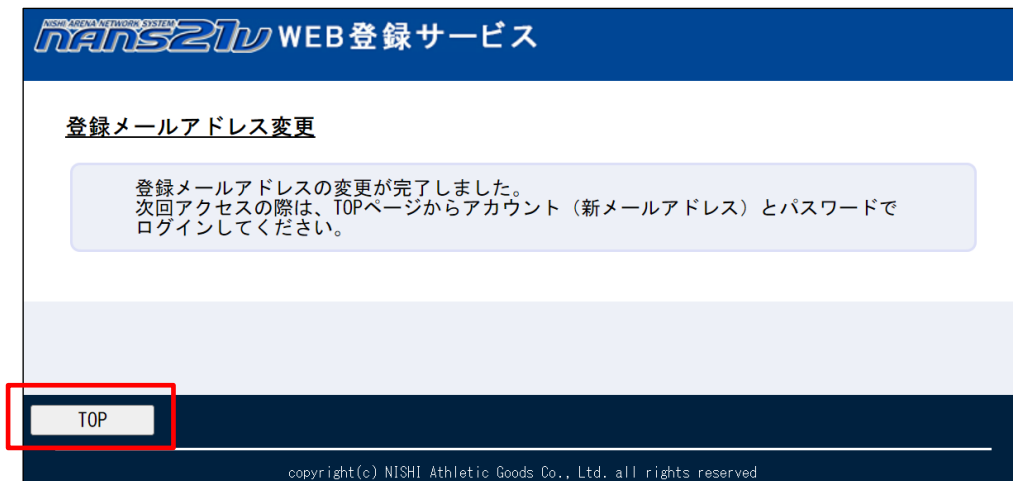 NISHI ARENA NETWORK SYSTEM
nans21v WEB登録サービス
登録メールアドレス変更
登録メールアドレスの変更が完了しました。
次回アクセスの際は、TOPページからアカウント（新メールアドレス）とパスワードで
ログインしてください。
TOP
copyright(c) NISHI Athletic Goods Co., Ltd. all rights reserved